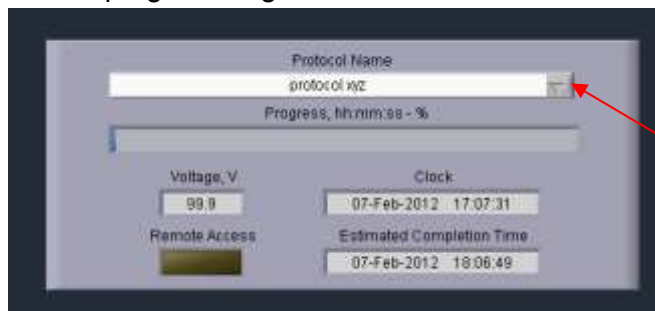 Protocol Name
protocol xyz
Progress, hh:mm:ss - %
Voltage, V
Clock
99.9
07-Feb-2012 17:07:31
Remote Access
Estimated Completion Time
07-Feb-2012 18:06:49